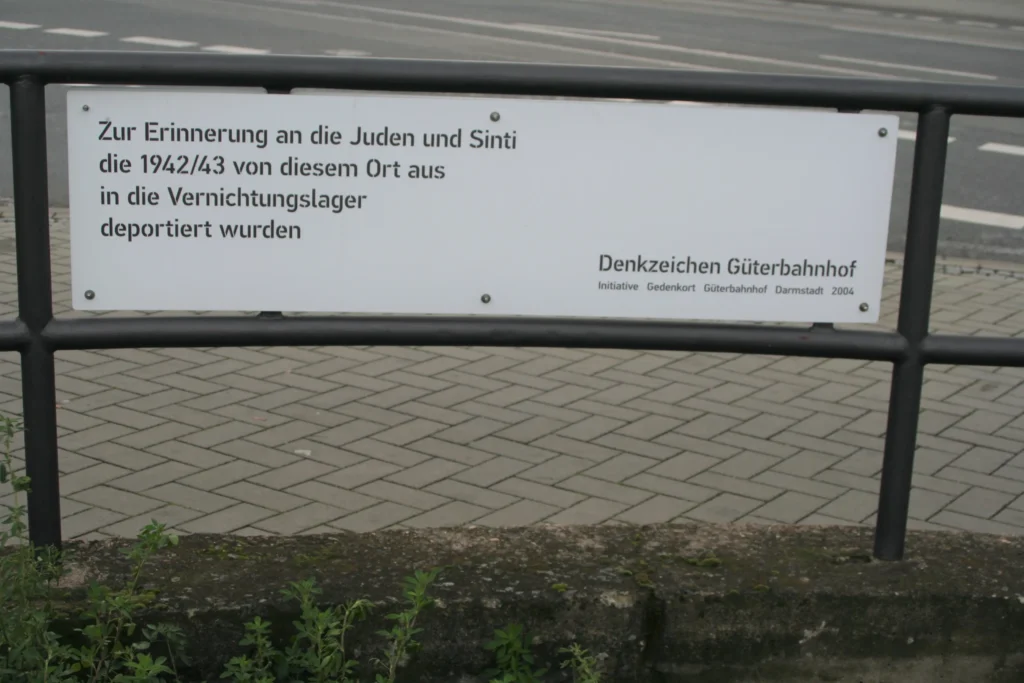 Zur Erinnerung an die Juden und Sinti
die 1942/43 von diesem Ort aus
in die Vernichtungslager
deportiert wurden
Denkzeichen Güterbahnhof
Initiative Gedenkort Güterbahnhof Darmstadt 2004